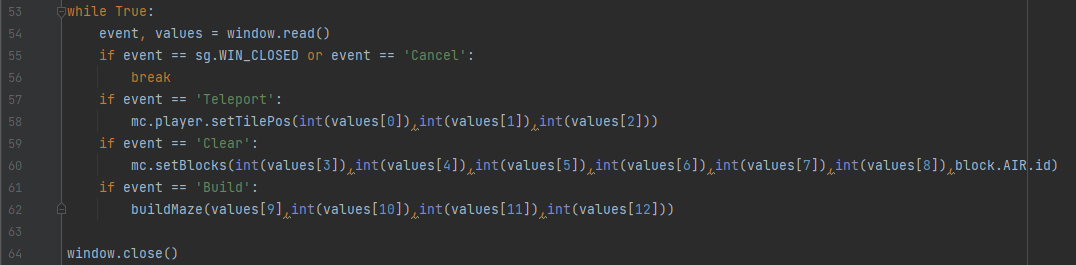 53 while True:
54     event, values = window.read()
55     if event == sg.WIN_CLOSED or event == 'Cancel':
56         break
57     if event == 'Teleport':
58         mc.player.setTilePos(int(values[0]),int(values[1]),int(values[2]))
59     if event == 'Clear':
60         mc.setBlocks(int(values[3]),int(values[4]),int(values[5]),int(values[6]),int(values[7]),int(values[8]),block.AIR.id)
61     if event == 'Build':
62         buildMaze(values[9],int(values[10]),int(values[11]),int(values[12]))
63
64 window.close()